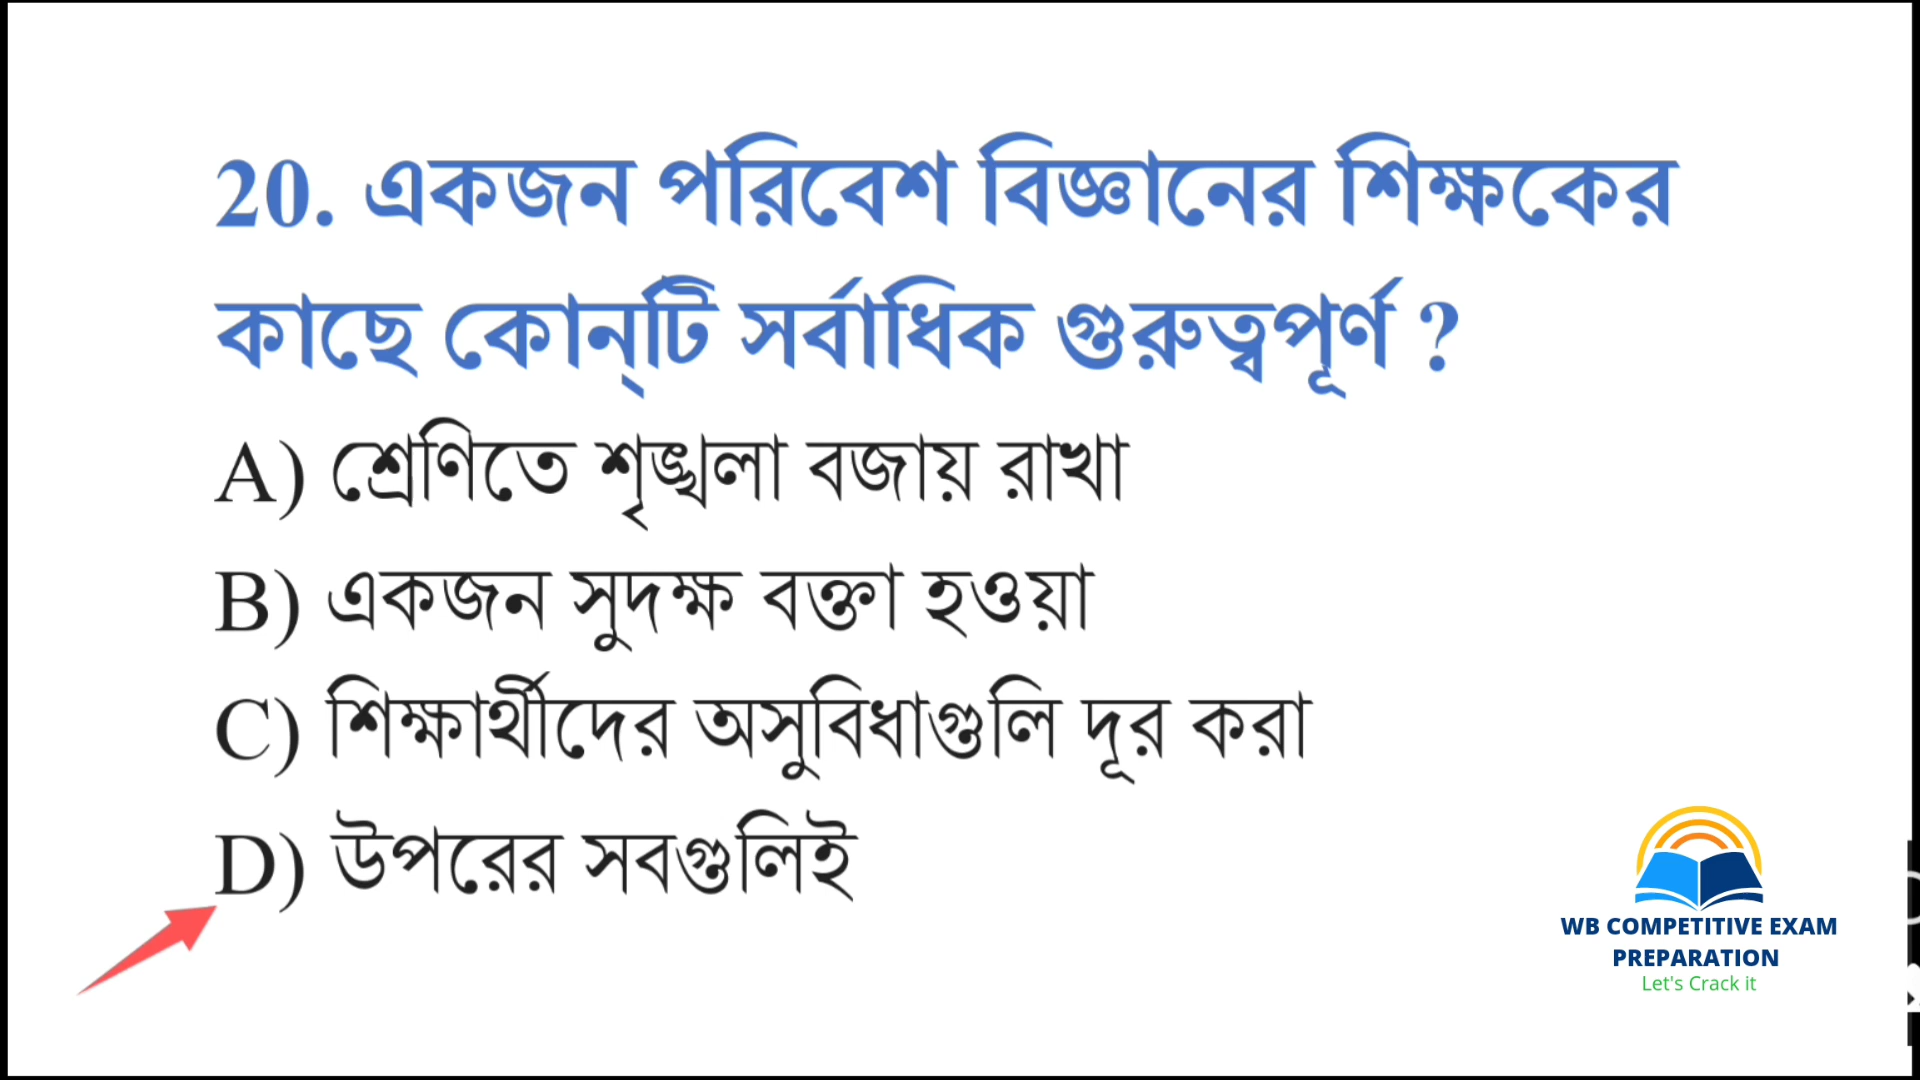 20. একজন পরিবেশ বিজ্ঞানের শিক্ষকের
কাছে কোন্‌টি সর্বাধিক গুরুত্বপূর্ণ ?
A) শ্রেণিতে শৃঙ্খলা বজায় রাখা
B) একজন সুদক্ষ বক্তা হওয়া
C) শিক্ষার্থীদের অসুবিধাগুলি দূর করা
D) উপরের সবগুলিই
WB COMPETITIVE EXAM
PREPARATION
Let's Crack it